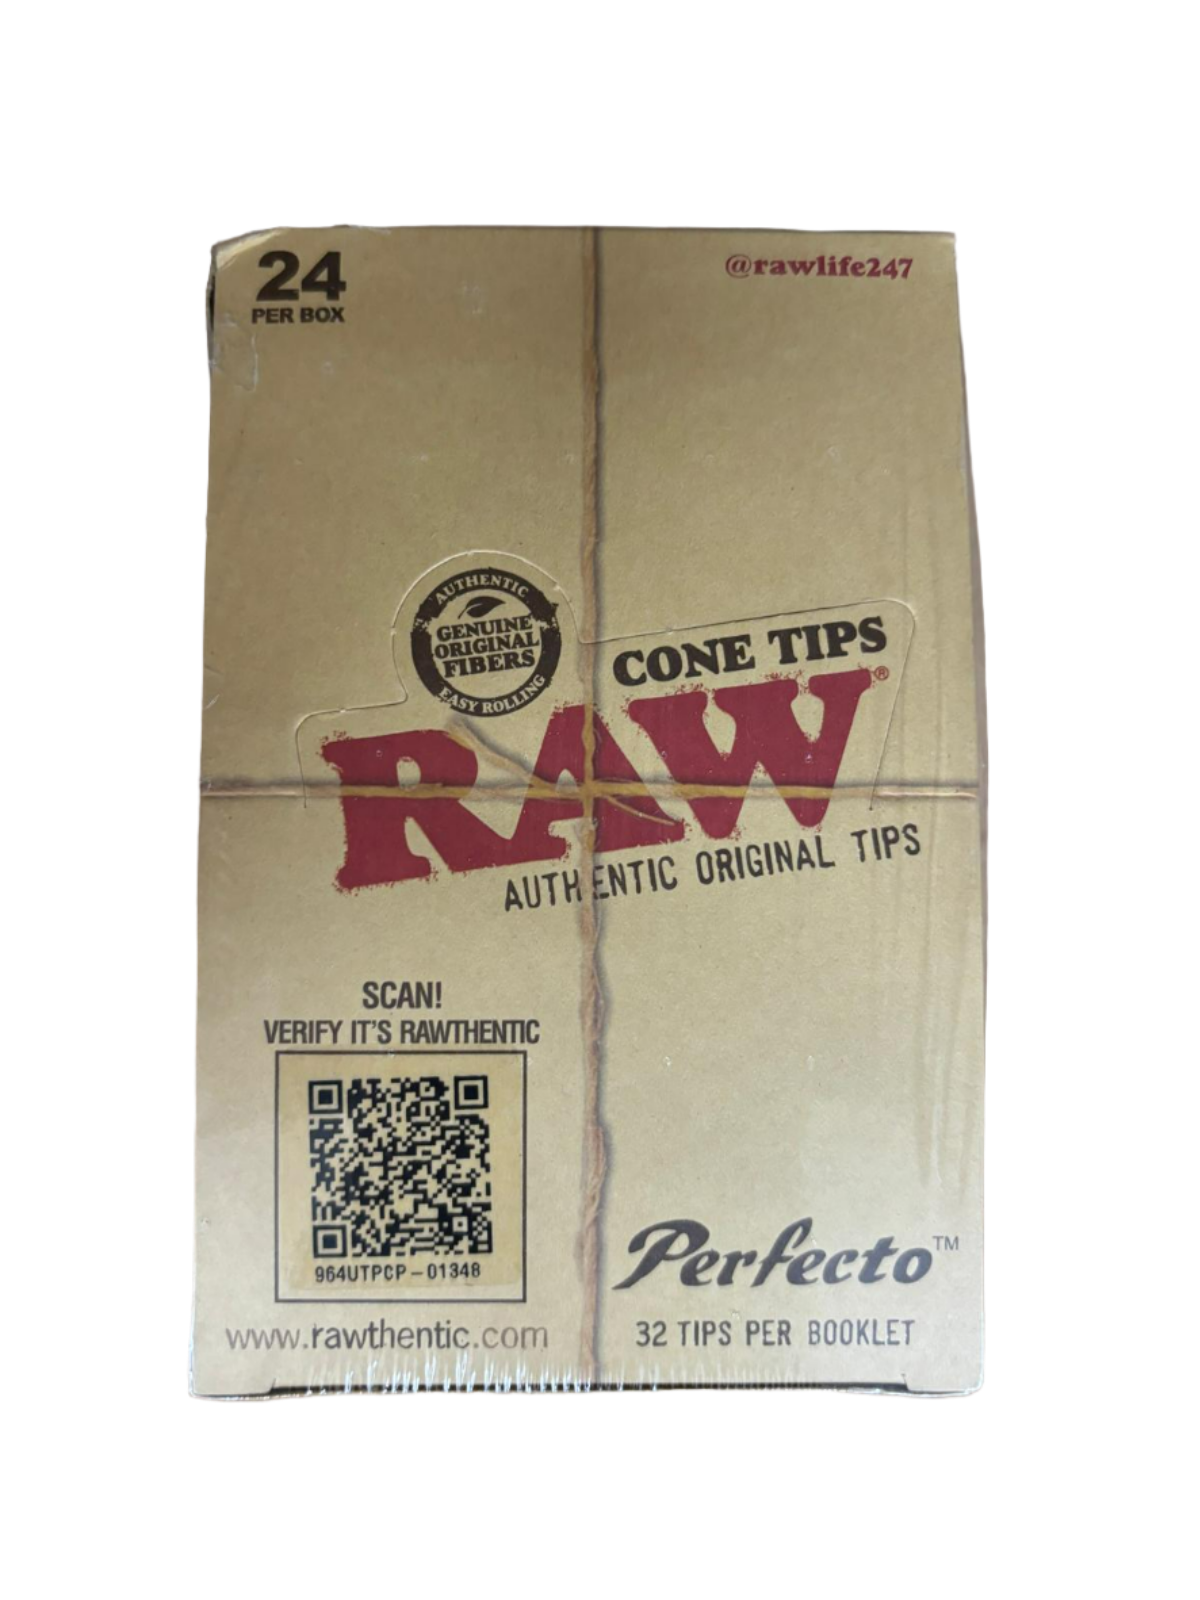 24
PER BOX
@rawlife247
AUTHENTIC
GENUINE
ORIGINAL
FIBERS
EASY ROLLING
CONE TIPS
RAW®
AUTHENTIC ORIGINAL TIPS
SCAN!
VERIFY IT'S RAWTHENTIC
964UTPCP-01348
www.rawthentic.com
Perfecto™
32 TIPS PER BOOKLET